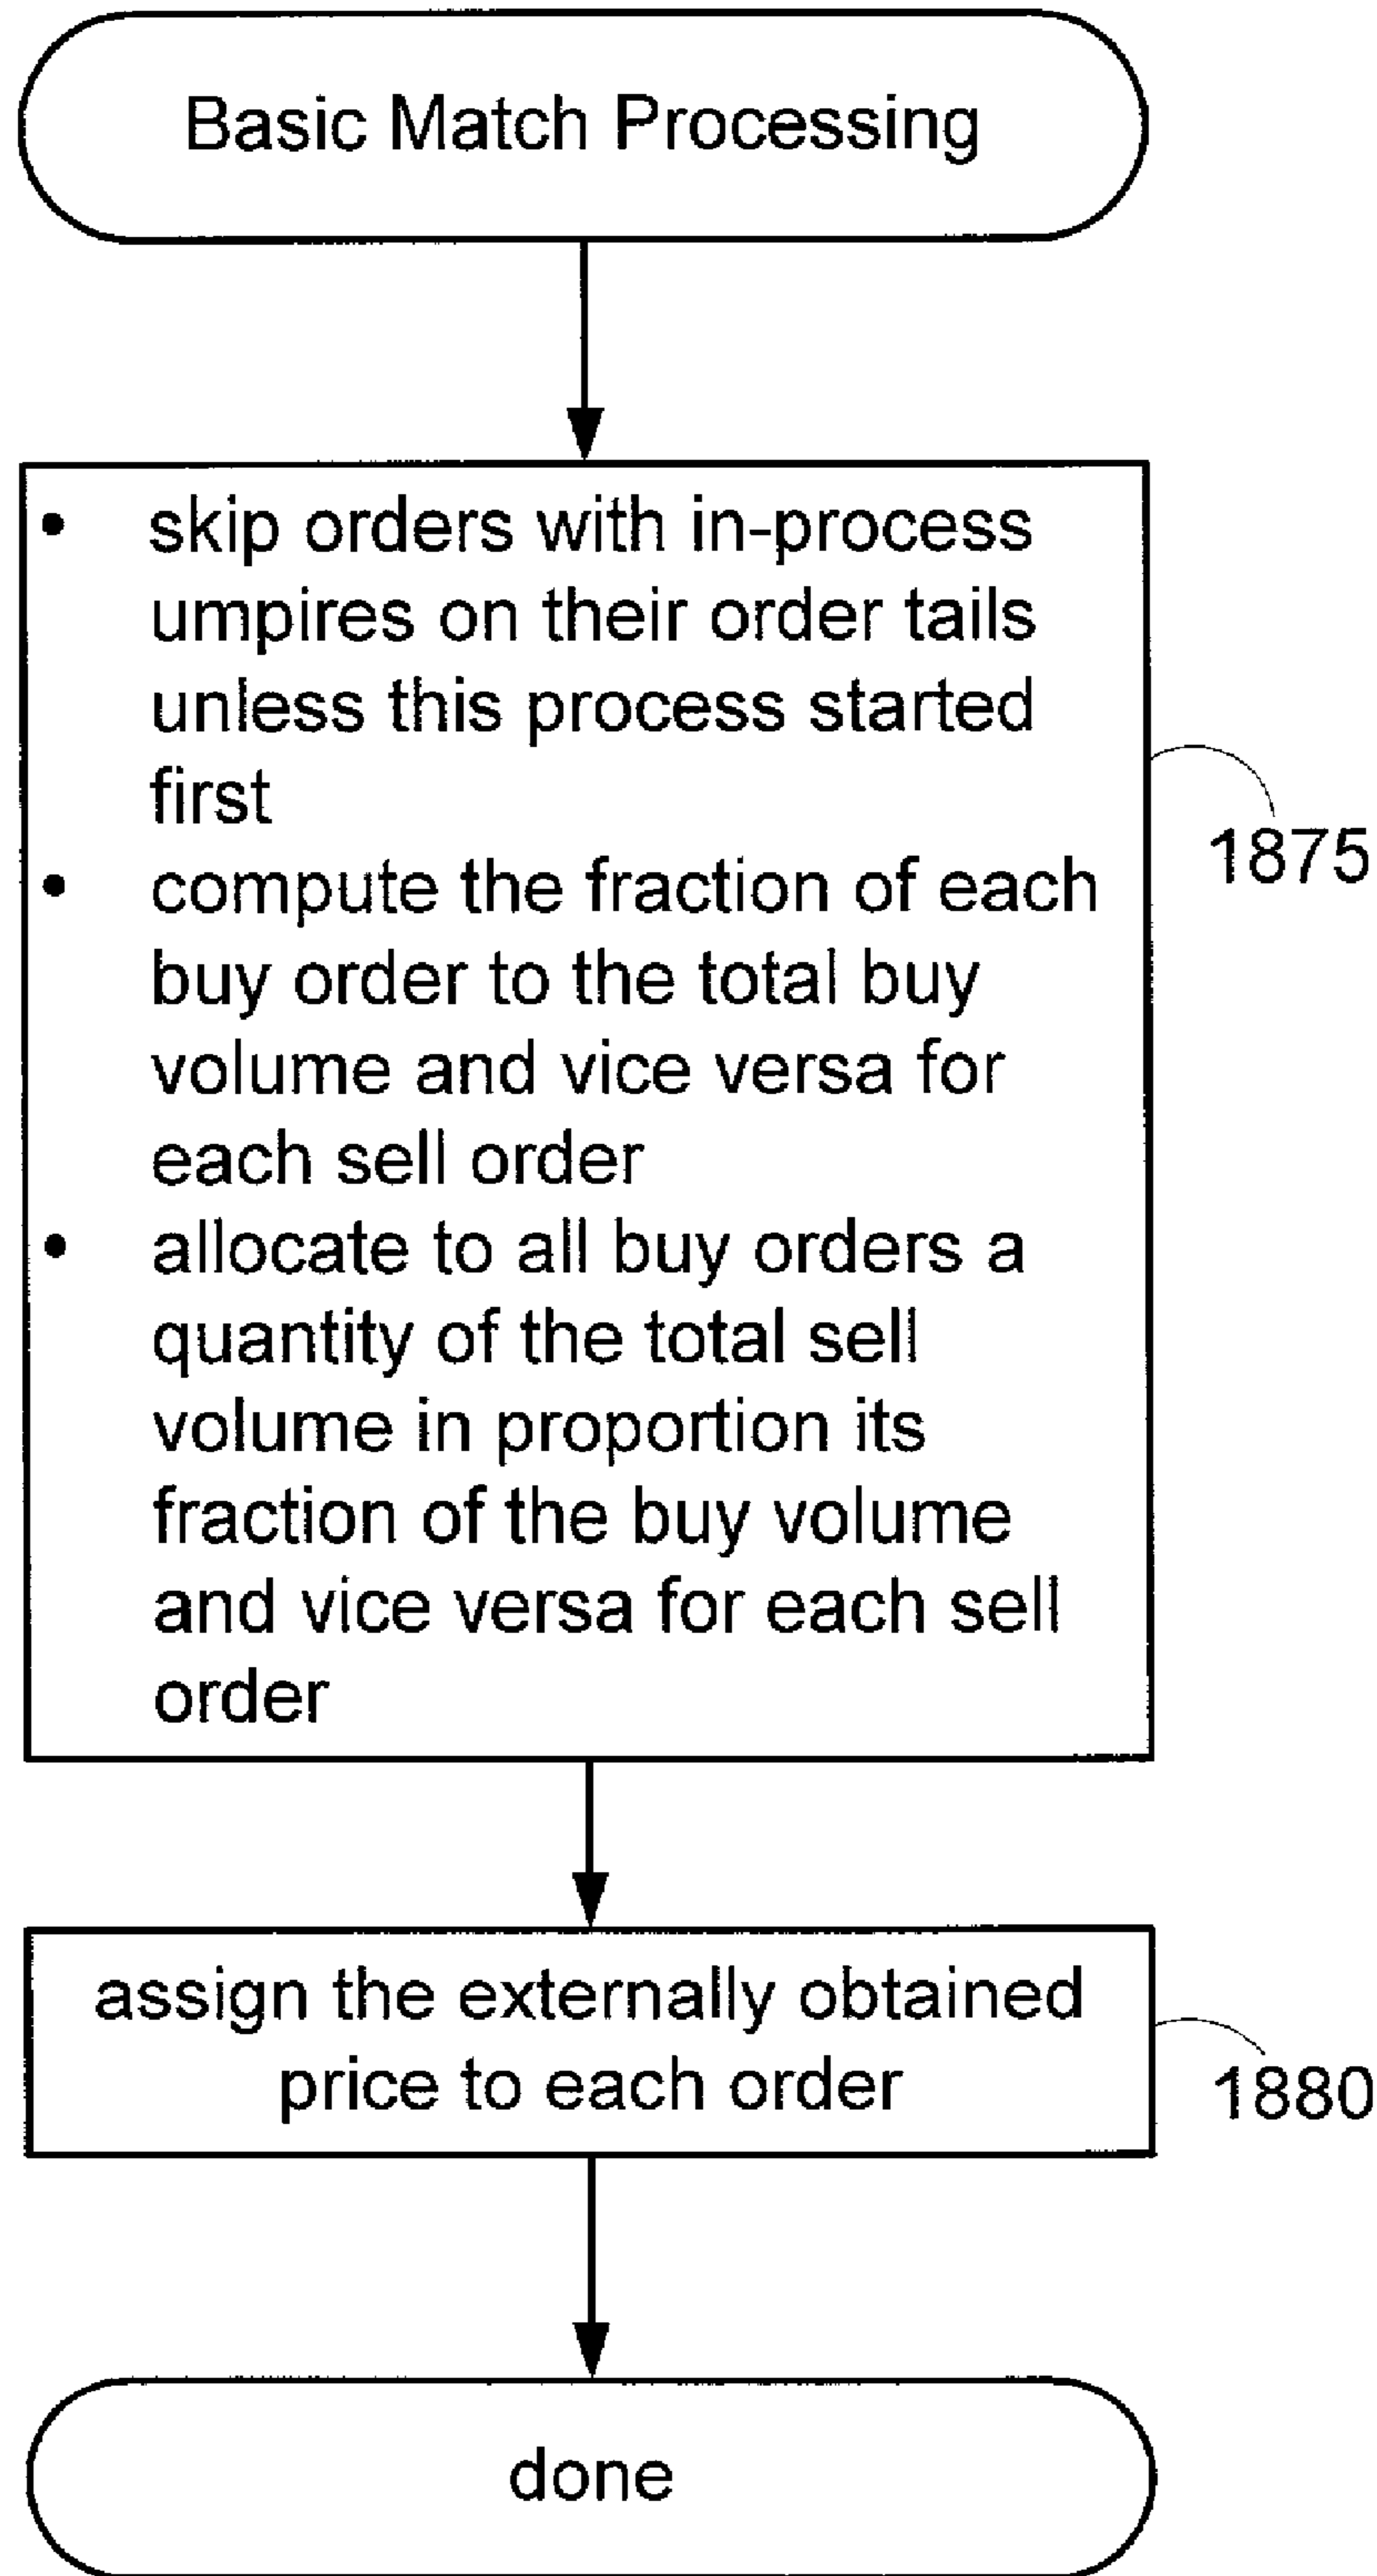 Basic Match Processing
• skip orders with in-process
umpires on their order tails
unless this process started
first
• compute the fraction of each
buy order to the total buy
volume and vice versa for
each sell order
• allocate to all buy orders a
quantity of the total sell
volume in proportion its
fraction of the buy volume
and vice versa for each sell
order
1875
assign the externally obtained
price to each order
1880
done